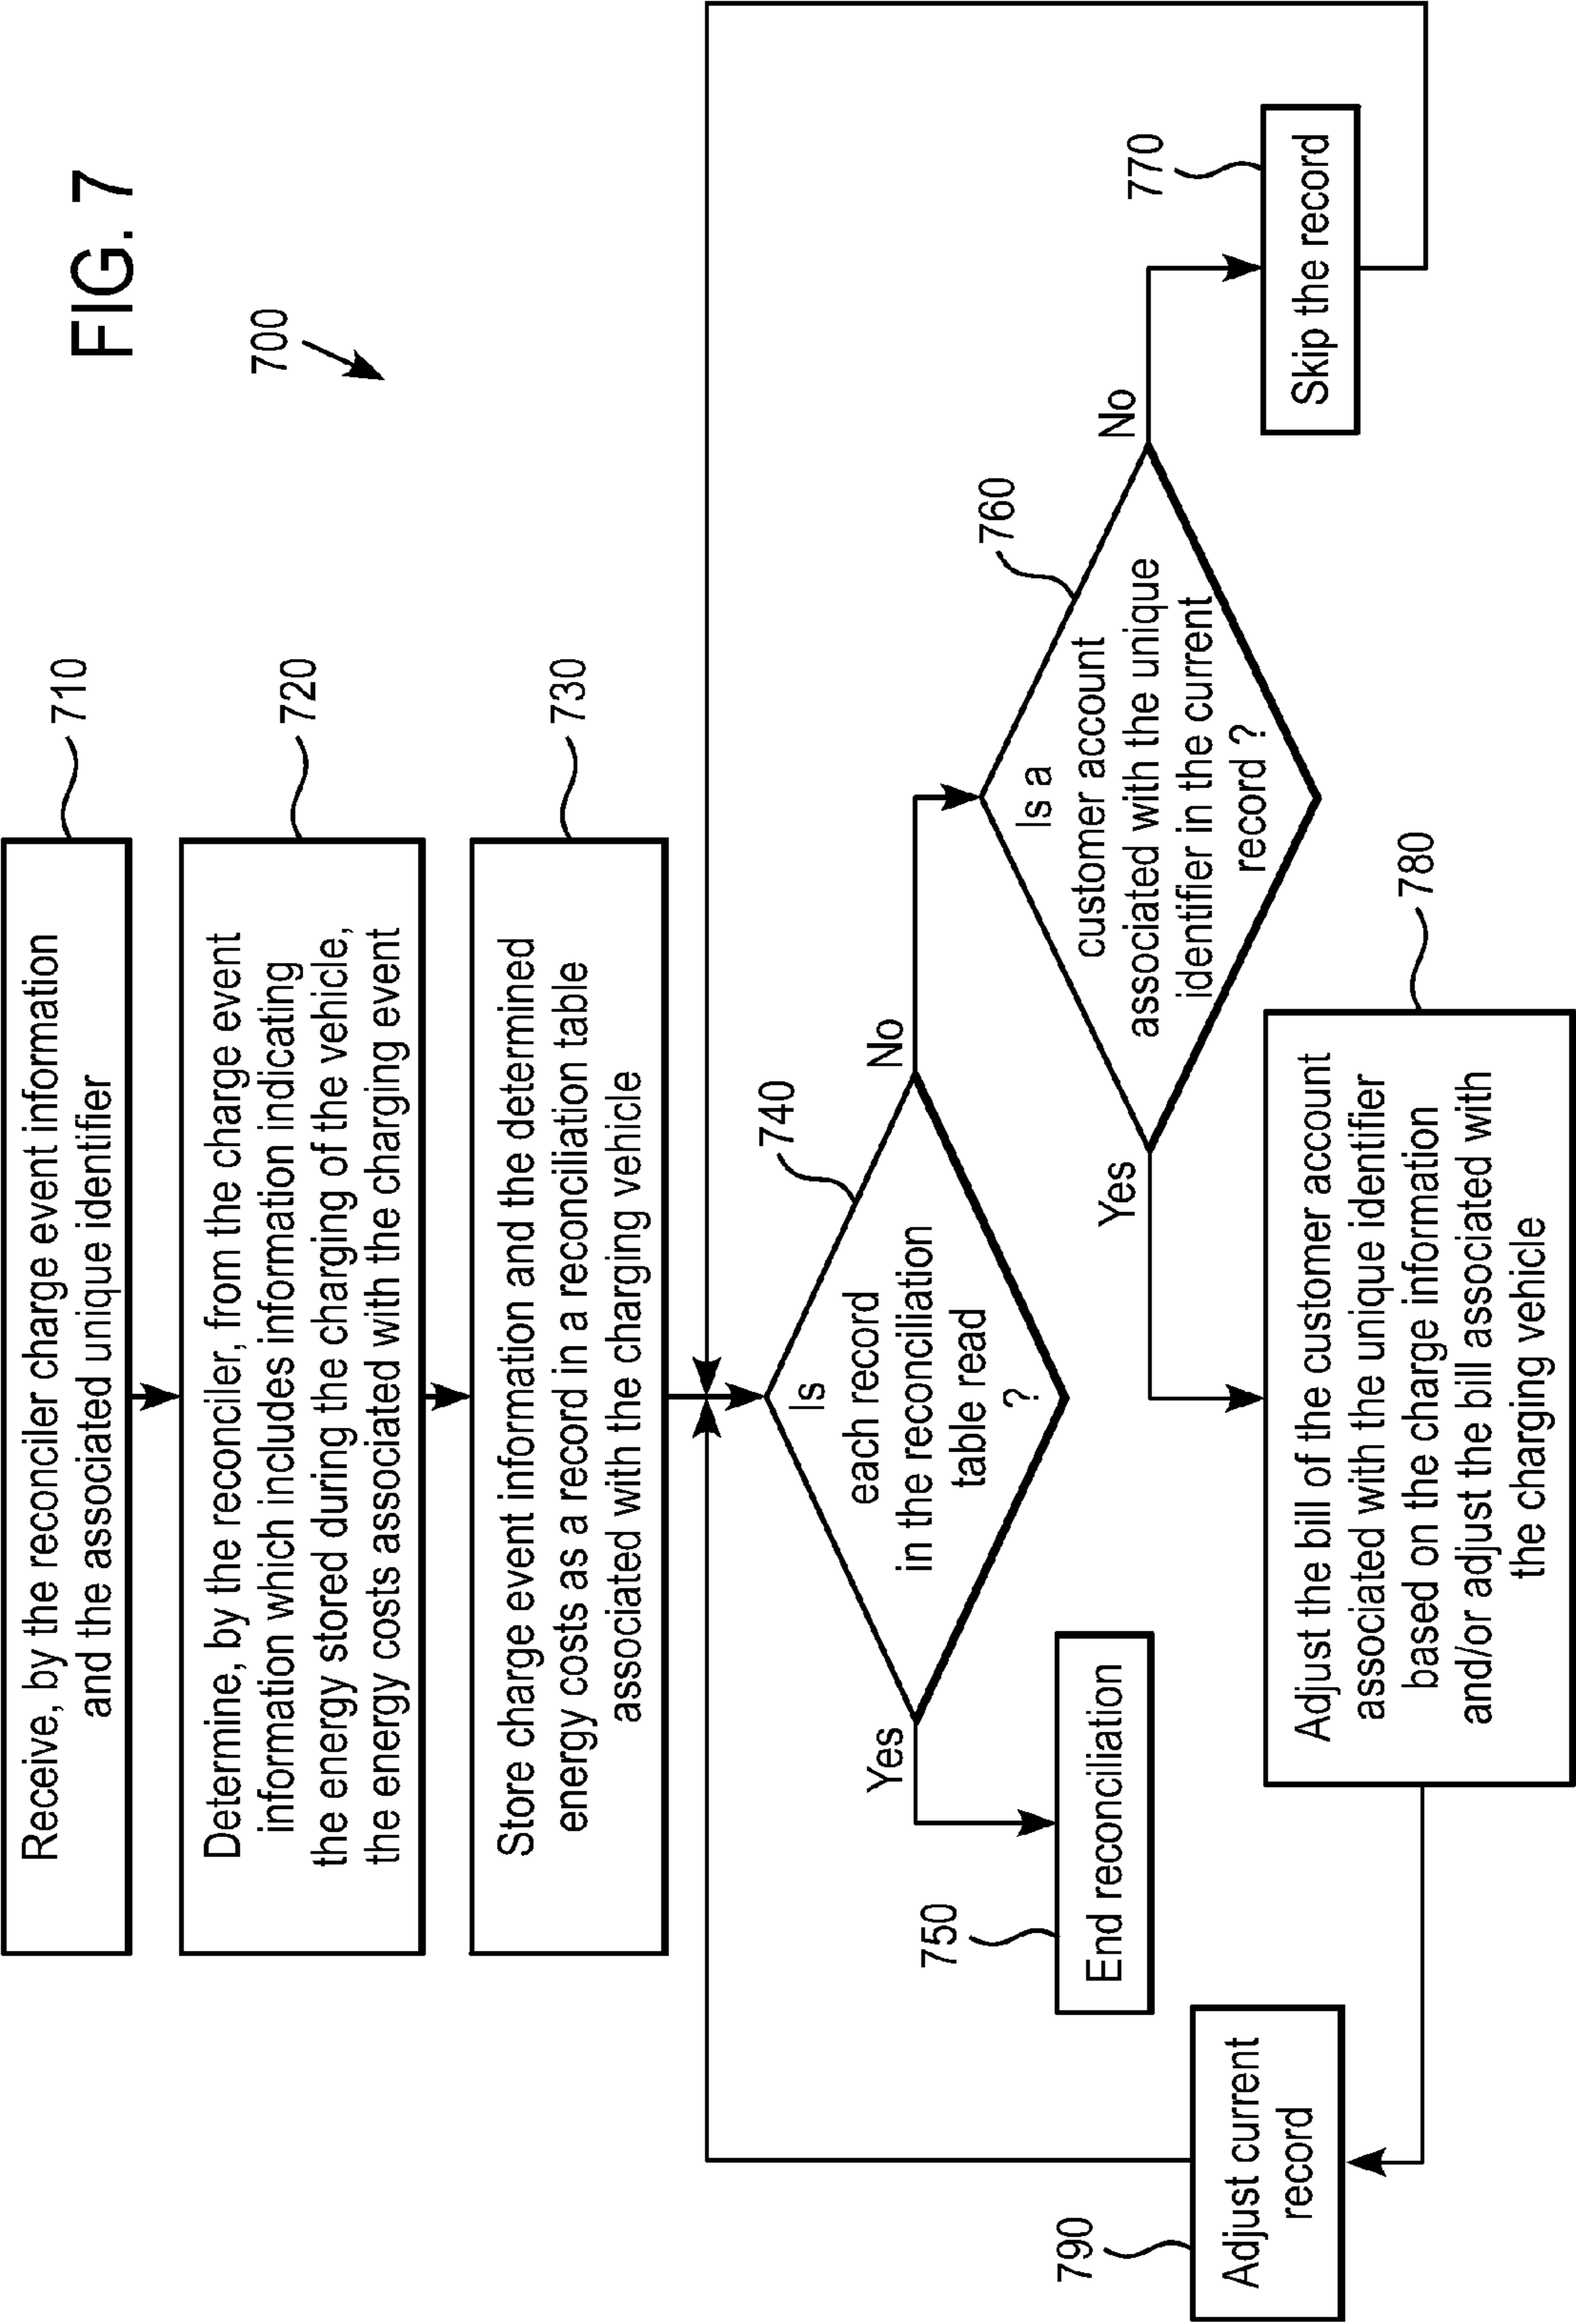 FIG. 7
700
Receive, by the reconciler charge event information
and the associated unique identifier
710
Determine, by the reconciler, from the charge event
information which includes information indicating
the energy stored during the charging of the vehicle,
the energy costs associated with the charging event
720
Store charge event information and the determined
energy costs as a record in a reconciliation table
associated with the charging vehicle
730
Is
each record
in the reconciliation
table read
?
740
Yes
No
750
End reconciliation
Is a
customer account
associated with the unique
identifier in the current
record ?
760
Yes
No
770
Skip the record
Adjust the bill of the customer account
associated with the unique identifier
based on the charge information
and/or adjust the bill associated with
the charging vehicle
780
790
Adjust current
record